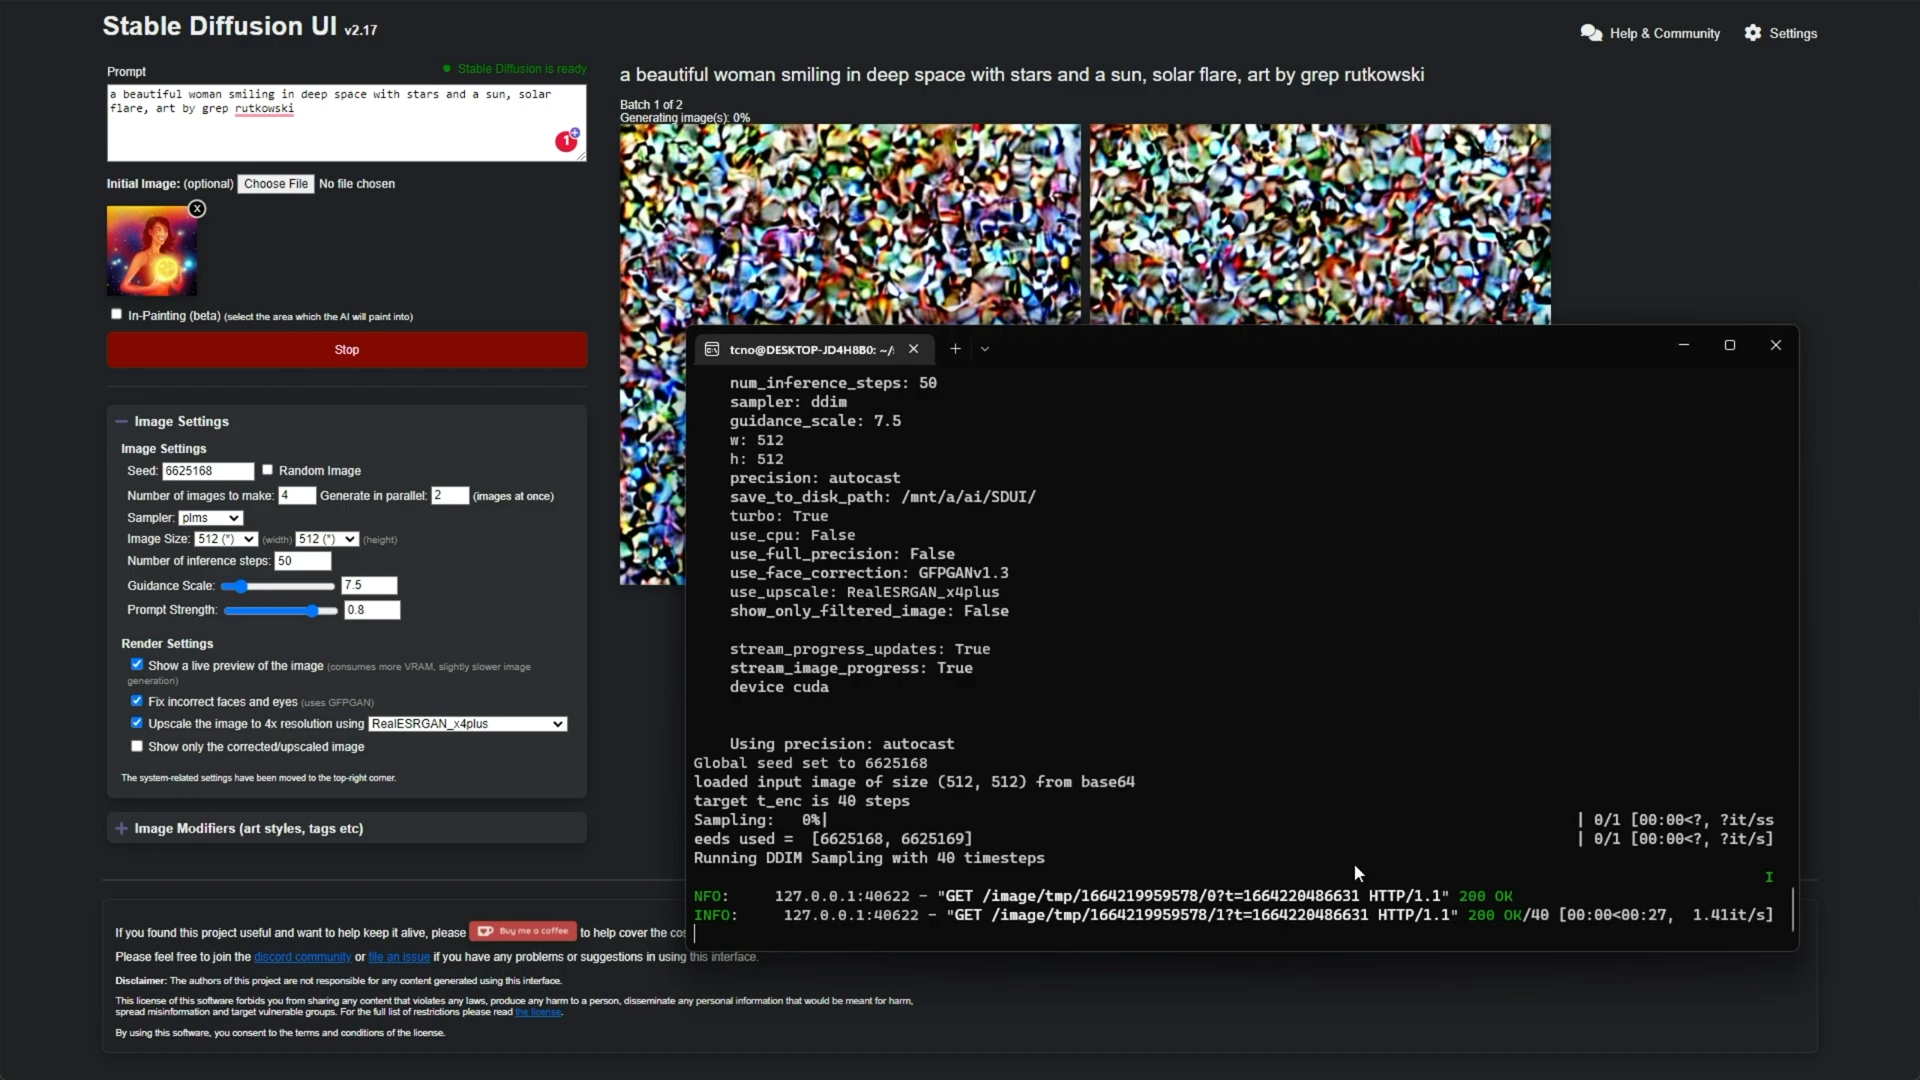 Stable Diffusion UI v2.17
Help & Community
Settings
Prompt
Stable Diffusion is ready
a beautiful woman smiling in deep space with stars and a sun, solar
flare, art by grep rutkowski
1
Initial Image: (optional) Choose File No file chosen
X
In-Painting (beta) (select the area which the AI will paint into)
Stop
Image Settings
Image Settings
Seed: 6625168 Random Image
Number of images to make: 4 Generate in parallel: 2 (images at once)
Sampler: plms
Image Size: 512 (*) (width) 512 (*) (height)
Number of inference steps: 50
Guidance Scale: 7.5
Prompt Strength: 0.8
Render Settings
Show a live preview of the image (consumes more VRAM, slightly slower image
generation)
Fix incorrect faces and eyes (uses GFPGAN)
Upscale the image to 4x resolution using RealESRGAN_x4plus
Show only the corrected/upscaled image
The system-related settings have been moved to the top-right corner.
Image Modifiers (art styles, tags etc)
a beautiful woman smiling in deep space with stars and a sun, solar flare, art by grep rutkowski
Batch 1 of 2
Generating image(s): 0%
tcno@DESKTOP-JD4H8B0: ~/
num_inference_steps: 50
sampler: ddim
guidance_scale: 7.5
w: 512
h: 512
precision: autocast
save_to_disk_path: /mnt/a/ai/SDUI/
turbo: True
use_cpu: False
use_full_precision: False
use_face_correction: GFPGANv1.3
use_upscale: RealESRGAN_x4plus
show_only_filtered_image: False
stream_progress_updates: True
stream_image_progress: True
device cuda
Using precision: autocast
Global seed set to 6625168
loaded input image of size (512, 512) from base64
target t_enc is 40 steps
Sampling:   0%| | 0/1 [00:00<?, ?it/ss
eeds used =  [6625168, 6625169] | 0/1 [00:00<?, ?it/s]
Running DDIM Sampling with 40 timesteps
I
NFO:     127.0.0.1:40622 - "GET /image/tmp/1664219959578/0?t=1664220486631 HTTP/1.1" 200 OK
INFO:     127.0.0.1:40622 - "GET /image/tmp/1664219959578/1?t=1664220486631 HTTP/1.1" 200 OK/40 [00:00<00:27,  1.41it/s]
If you found this project useful and want to help keep it alive, please Buy me a coffee to help cover the cos
Please feel free to join the discord community or file an issue if you have any problems or suggestions in using this interface.
Disclaimer: The authors of this project are not responsible for any content generated using this interface.
This license of this software forbids you from sharing any content that violates any laws, produce any harm to a person, disseminate any personal information that would be meant for harm,
spread misinformation and target vulnerable groups. For the full list of restrictions please read the license.
By using this software, you consent to the terms and conditions of the license.